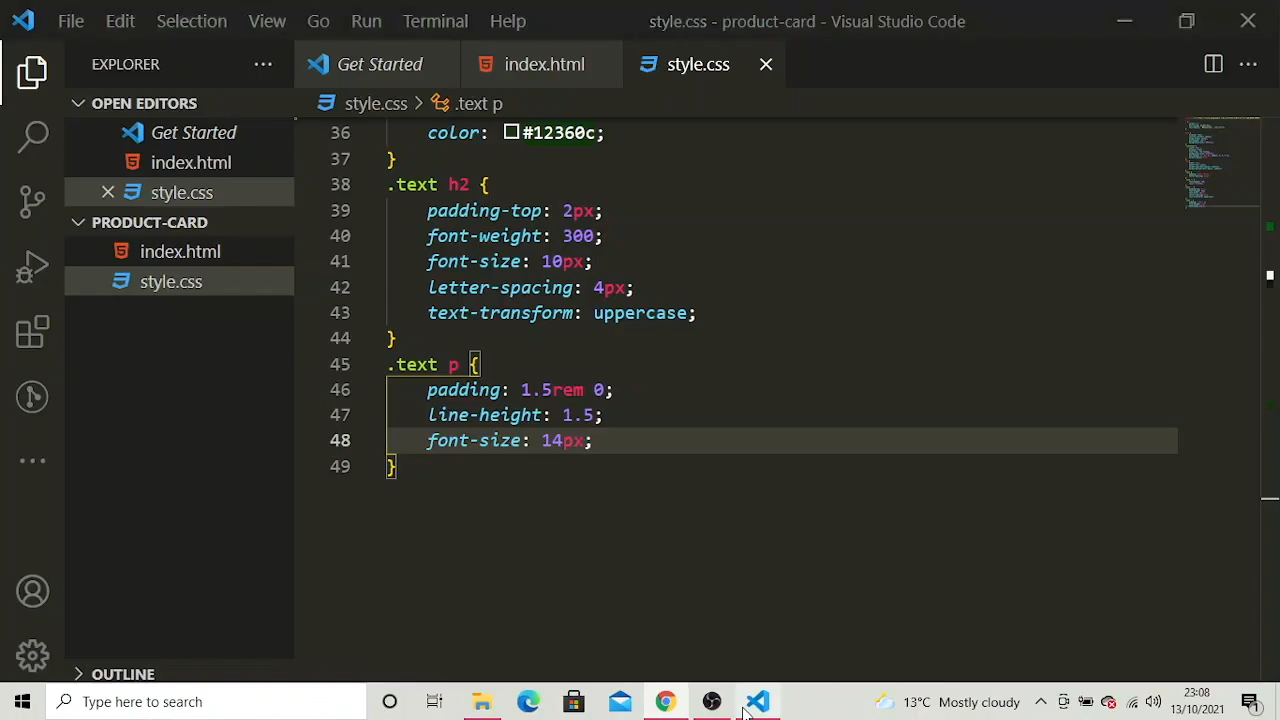 File Edit Selection View Go Run Terminal Help style.css - product-card - Visual Studio Code
EXPLORER
Get Started
index.html
style.css
OPEN EDITORS
Get Started
index.html
style.css
PRODUCT-CARD
index.html
style.css
OUTLINE
style.css > .text p
36 color: #12360c;
37 }
38 .text h2 {
39 padding-top: 2px;
40 font-weight: 300;
41 font-size: 10px;
42 letter-spacing: 4px;
43 text-transform: uppercase;
44 }
45 .text p {
46 padding: 1.5rem 0;
47 line-height: 1.5;
48 font-size: 14px;
49 }
Type here to search
13°C Mostly cloudy
23:08
13/10/2021
1